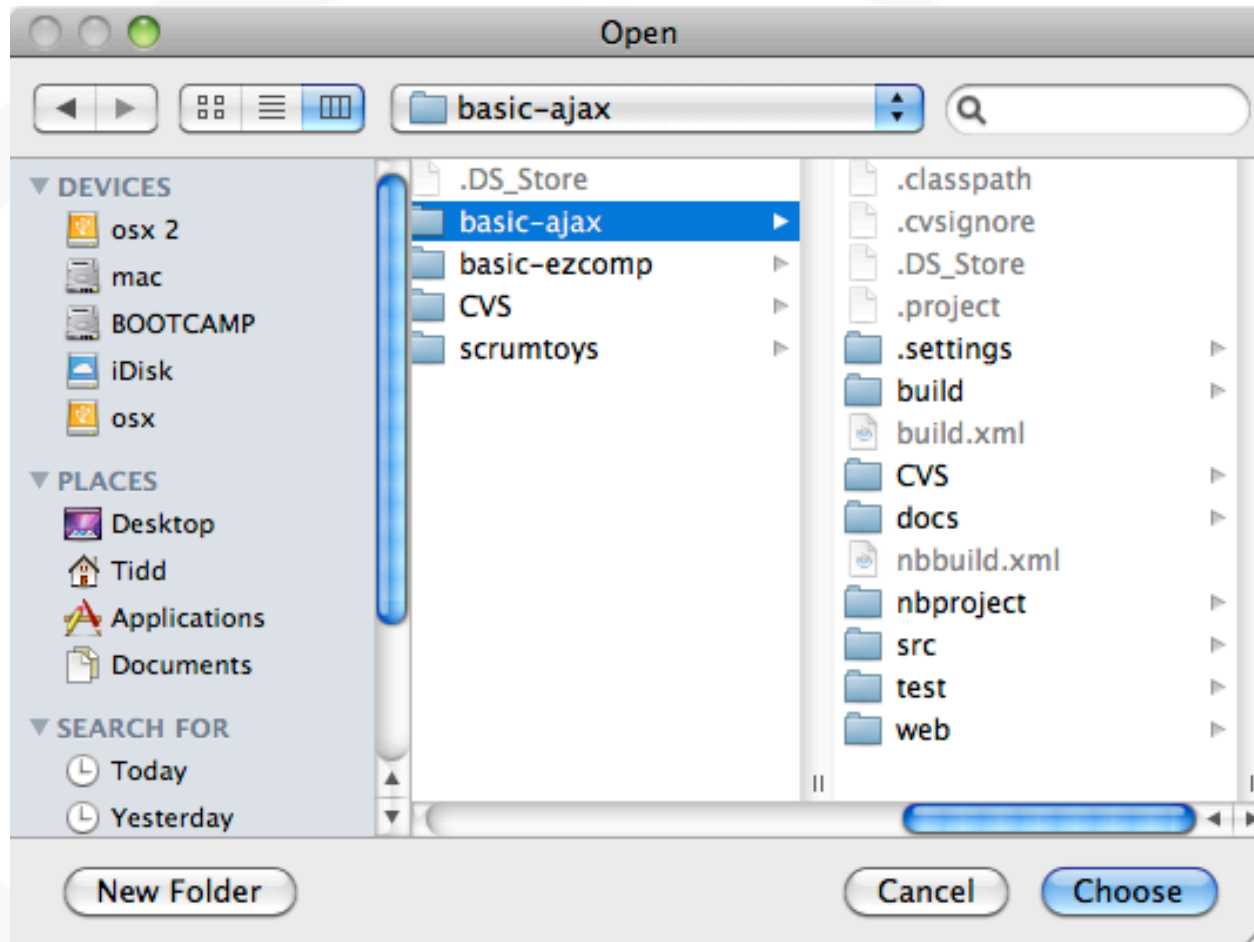 Open
basic-ajax
DEVICES
osx 2
mac
BOOTCAMP
iDisk
osx
PLACES
Desktop
Tidd
Applications
Documents
SEARCH FOR
Today
Yesterday
.DS_Store
basic-ajax
basic-ezcomp
CVS
scrumtoys
.classpath
.cvsignore
.DS_Store
.project
.settings
build
build.xml
CVS
docs
nbbuild.xml
nbproject
src
test
web
New Folder
Cancel
Choose